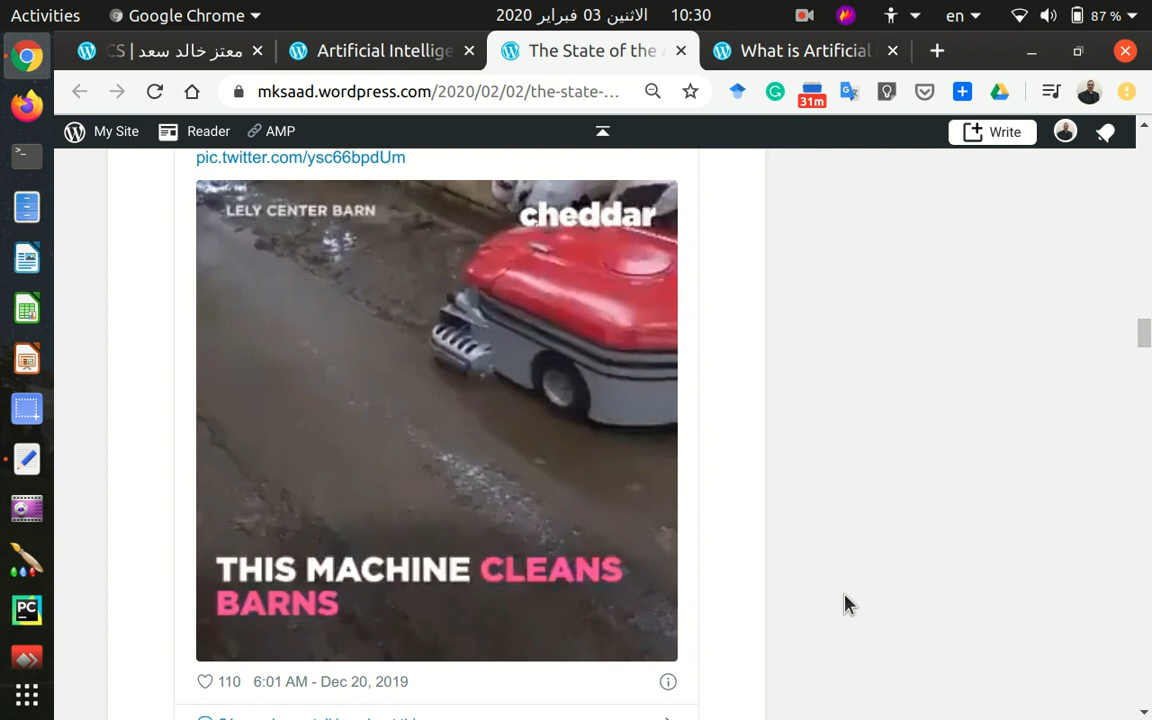 Activities
Google Chrome
الاثنين 03 فبراير 2020
10:30
en
87 %
معتز خالد سعد | CS
Artificial Intellige
The State of the A
What is Artificial
mksaad.wordpress.com/2020/02/02/the-state-...
31m
My Site
Reader
AMP
Write
pic.twitter.com/ysc66bpdUm
LELY CENTER BARN
cheddar
THIS MACHINE CLEANS
BARNS
110
6:01 AM - Dec 20, 2019
PC